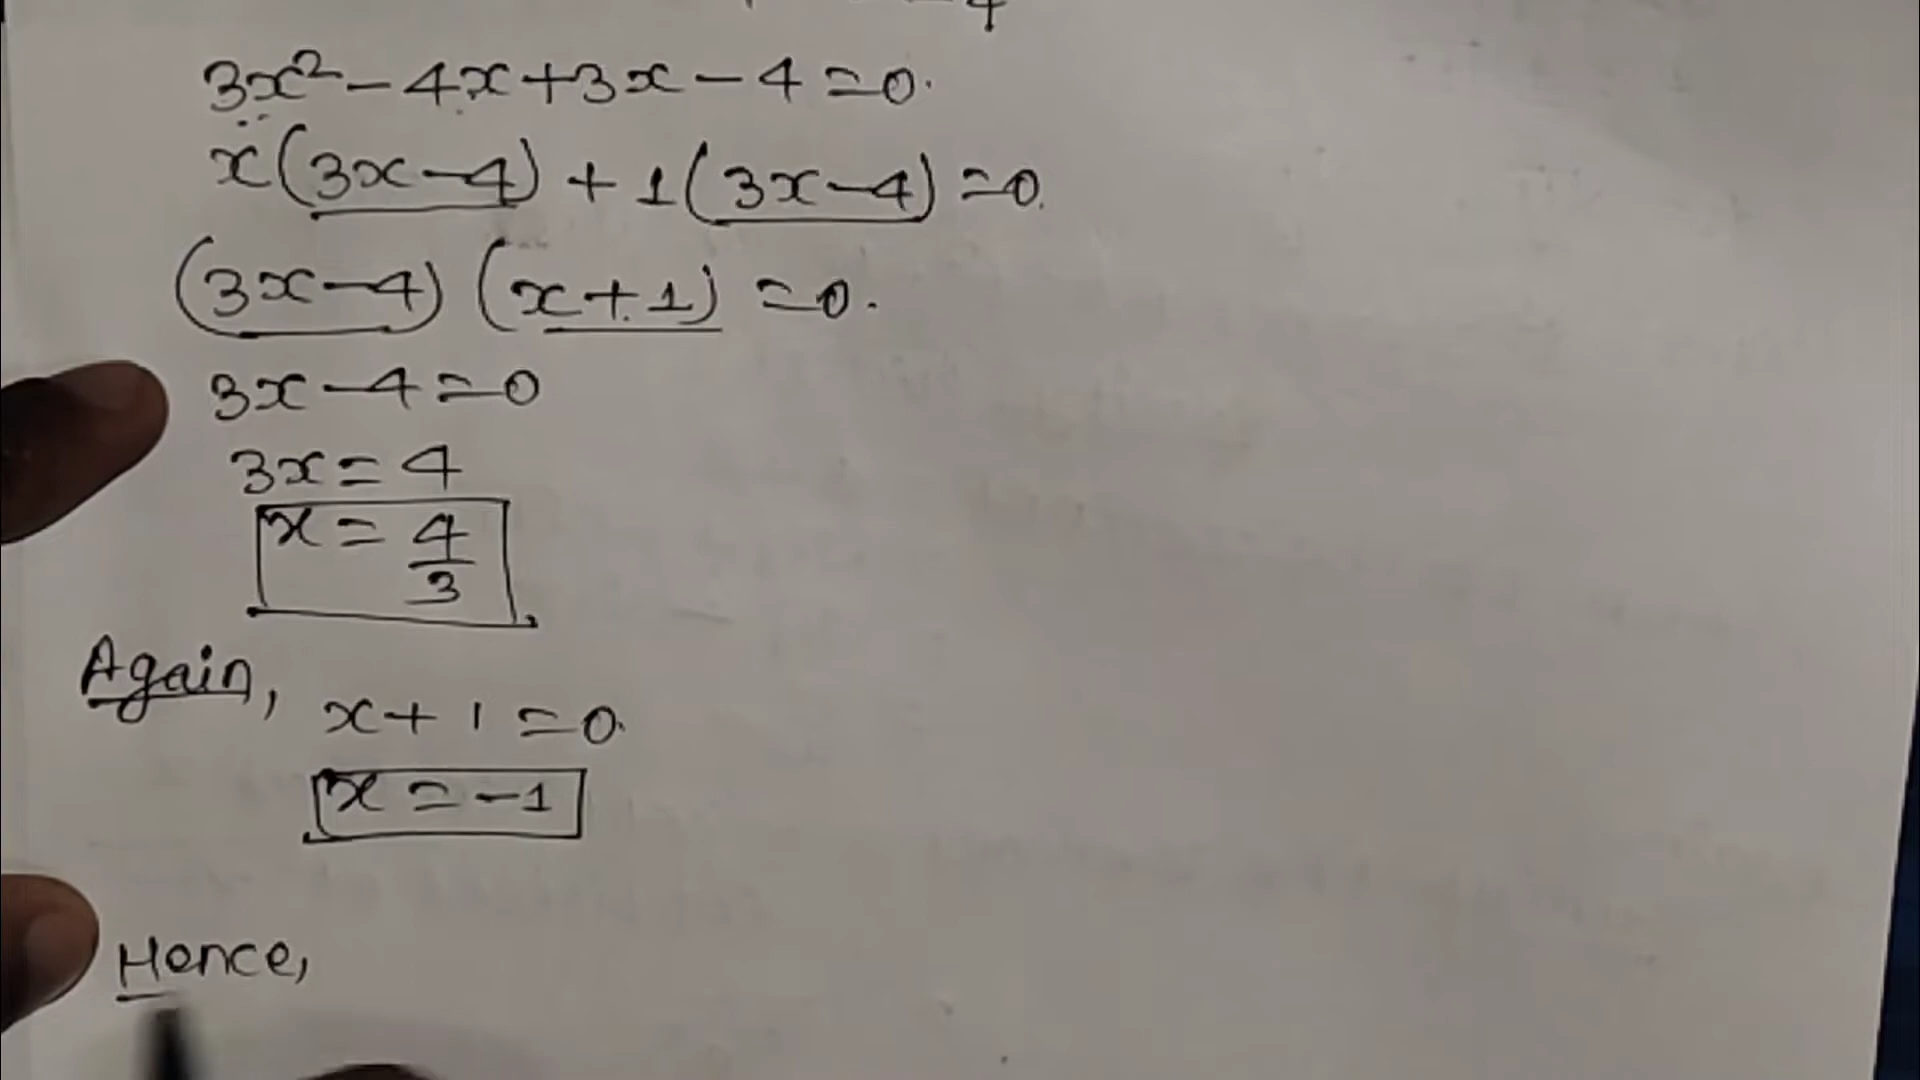 3x² - 4x + 3x - 4 = 0.
x(3x - 4) + 1(3x - 4) = 0.
(3x - 4) (x + 1) = 0.
3x - 4 = 0
3x = 4
x = 4/3
Again,
x + 1 = 0.
x = -1
Hence,